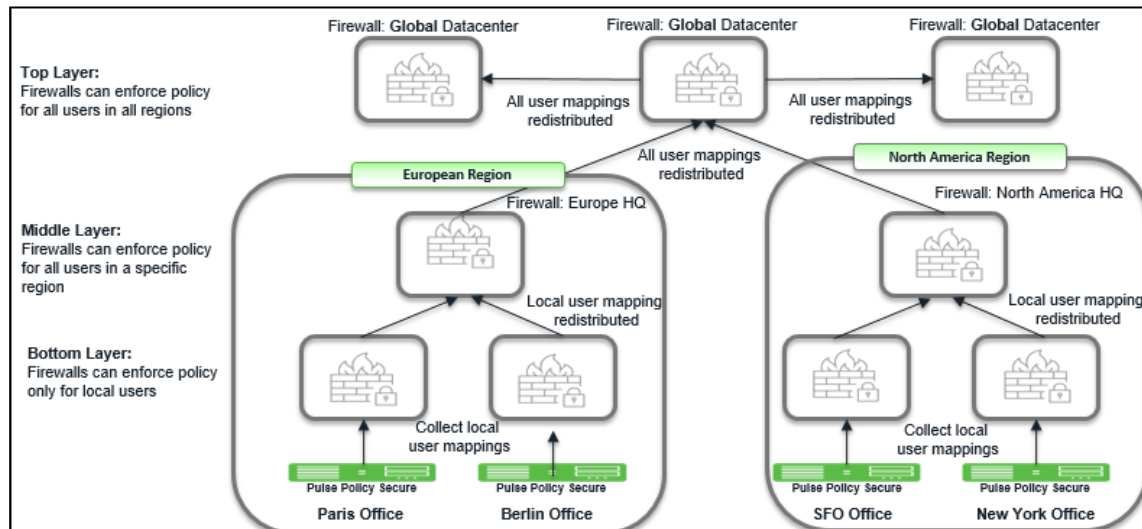 Firewall: Global Datacenter
Firewall: Global Datacenter
Firewall: Global Datacenter
Top Layer:
Firewalls can enforce policy
for all users in all regions
All user mappings
redistributed
All user mappings
redistributed
All user mappings
redistributed
European Region
North America Region
Firewall: Europe HQ
Firewall: North America HQ
Middle Layer:
Firewalls can enforce policy
for all users in a specific
region
Local user mapping
redistributed
Local user mapping
redistributed
Bottom Layer:
Firewalls can enforce policy
only for local users
Collect local
user mappings
Collect local
user mappings
Pulse Policy Secure
Pulse Policy Secure
Pulse Policy Secure
Pulse Policy Secure
Paris Office
Berlin Office
SFO Office
New York Office